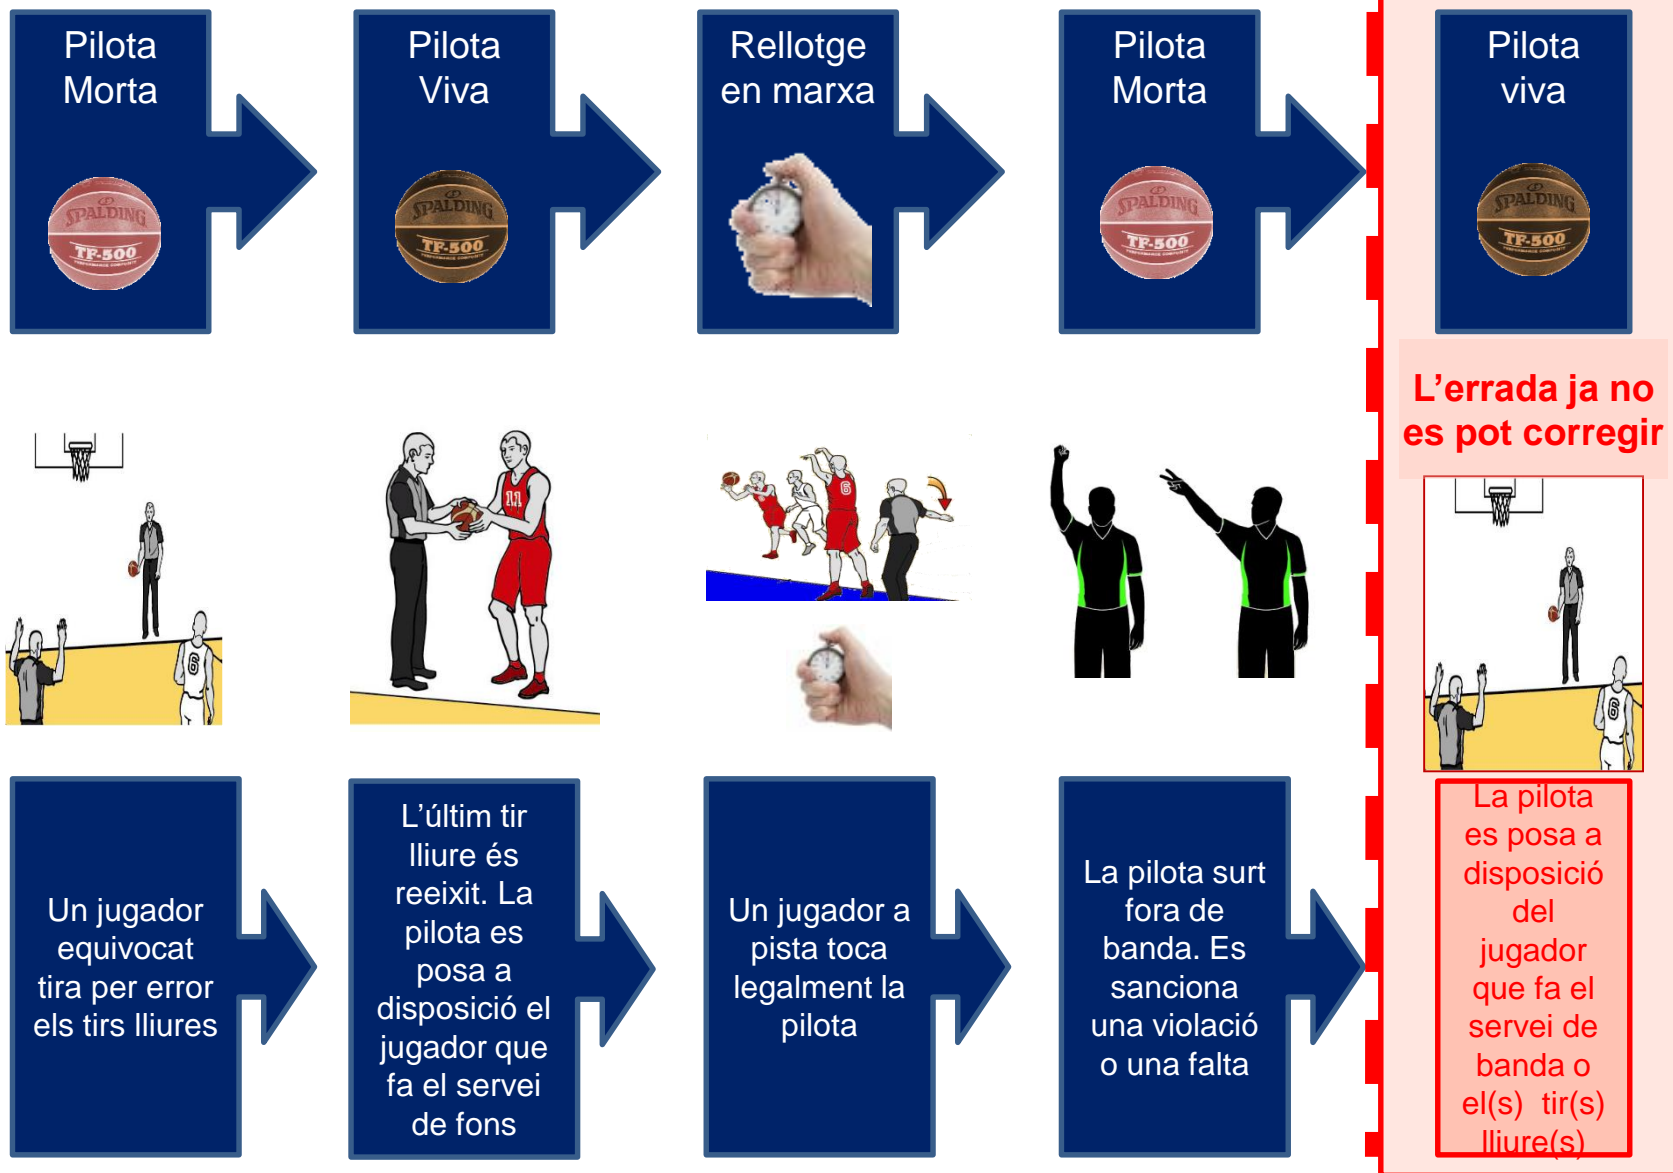 Pilota
Morta
Pilota
Viva
Rellotge
en marxa
Pilota
Morta
Pilota
viva
SPALDING
TF-500
SPALDING
TF-500
SPALDING
TF-500
SPALDING
TF-500
L’errada ja no
es pot corregir
6
11
6
6
Un jugador
equivocat
tira per error
els tirs lliures
L’últim tir
lliure és
reeixit. La
pilota es
posa a
disposició el
jugador que
fa el servei
de fons
Un jugador a
pista toca
legalment la
pilota
La pilota surt
fora de
banda. Es
sanciona
una violació
o una falta
La pilota
es posa a
disposició
del
jugador
que fa el
servei de
banda o
el(s) tir(s)
lliure(s)